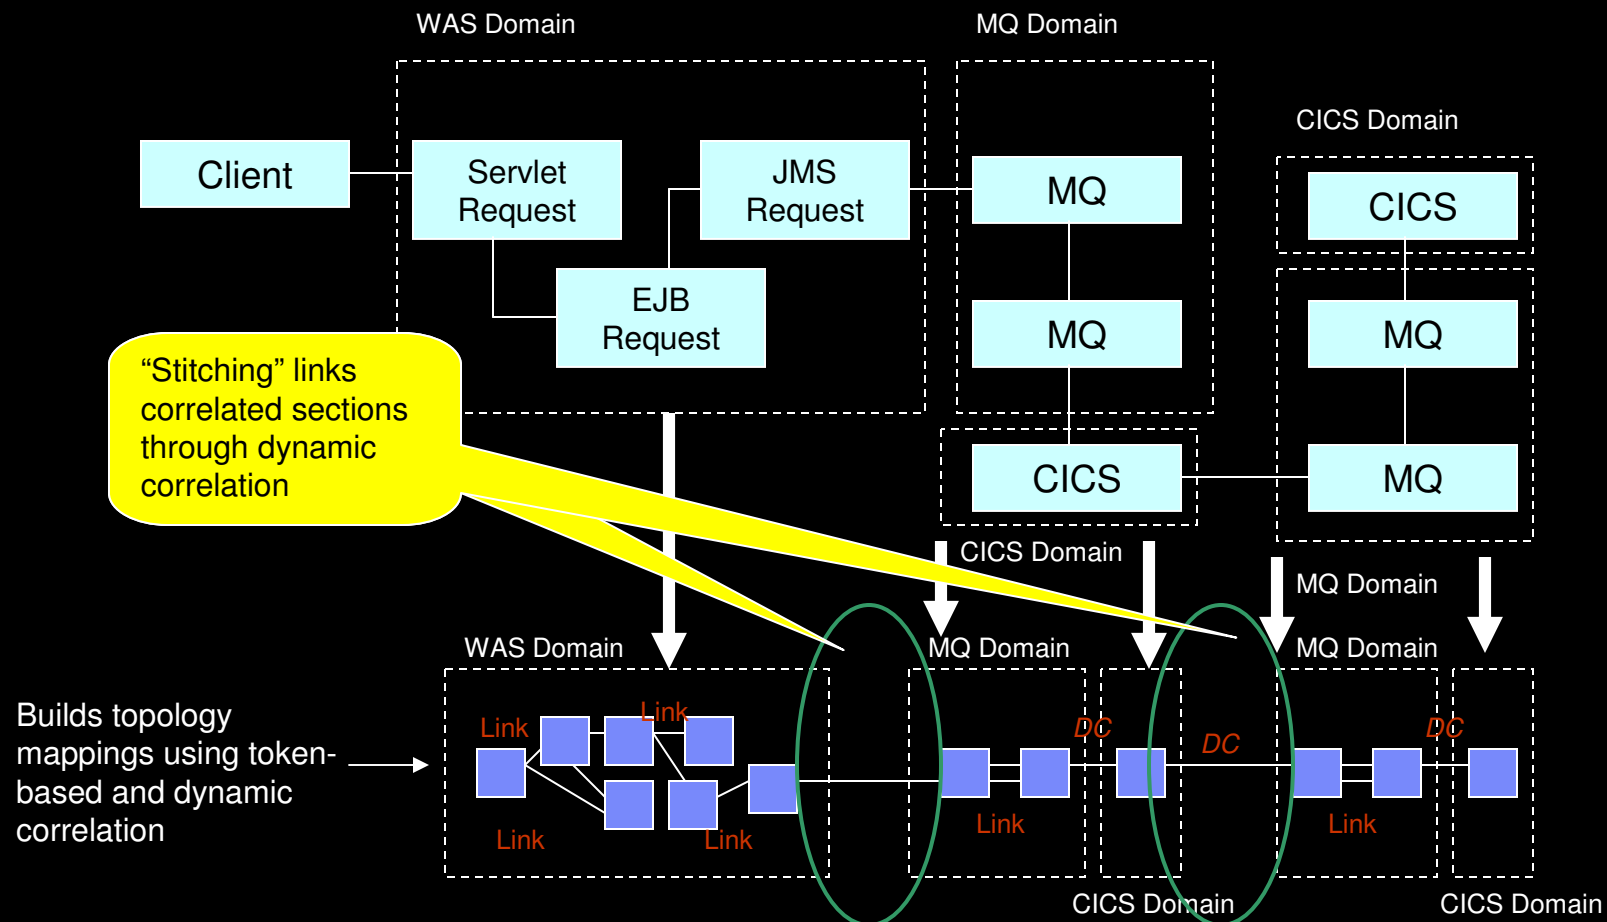 WAS Domain
MQ Domain
CICS Domain
Client
Servlet
Request
JMS
Request
MQ
CICS
EJB
Request
MQ
MQ
“Stitching” links
correlated sections
through dynamic
correlation
CICS
MQ
CICS Domain
MQ Domain
WAS Domain
MQ Domain
MQ Domain
Builds topology
mappings using token-
based and dynamic
correlation
Link
Link
Link
Link
DC
Link
DC
DC
Link
CICS Domain
CICS Domain